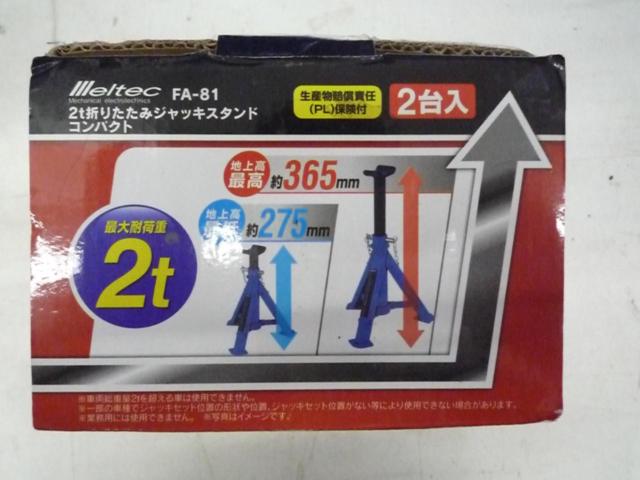 Meltec FA-81
Mechanical electrotechnics
2t折りたたみジャッキスタンド
コンパクト
生産物賠償責任
(PL)保険付
2台入
地上高
最高 約365mm
地上高
最低 約275mm
最大耐荷重
2t
※車両総重量2tを超える車は使用できません。
※一部の車種でジャッキセット位置の形状や位置、ジャッキセット位置がない等により使用できない場合があります。
※業務用には使用できません。 ※写真はイメージです。